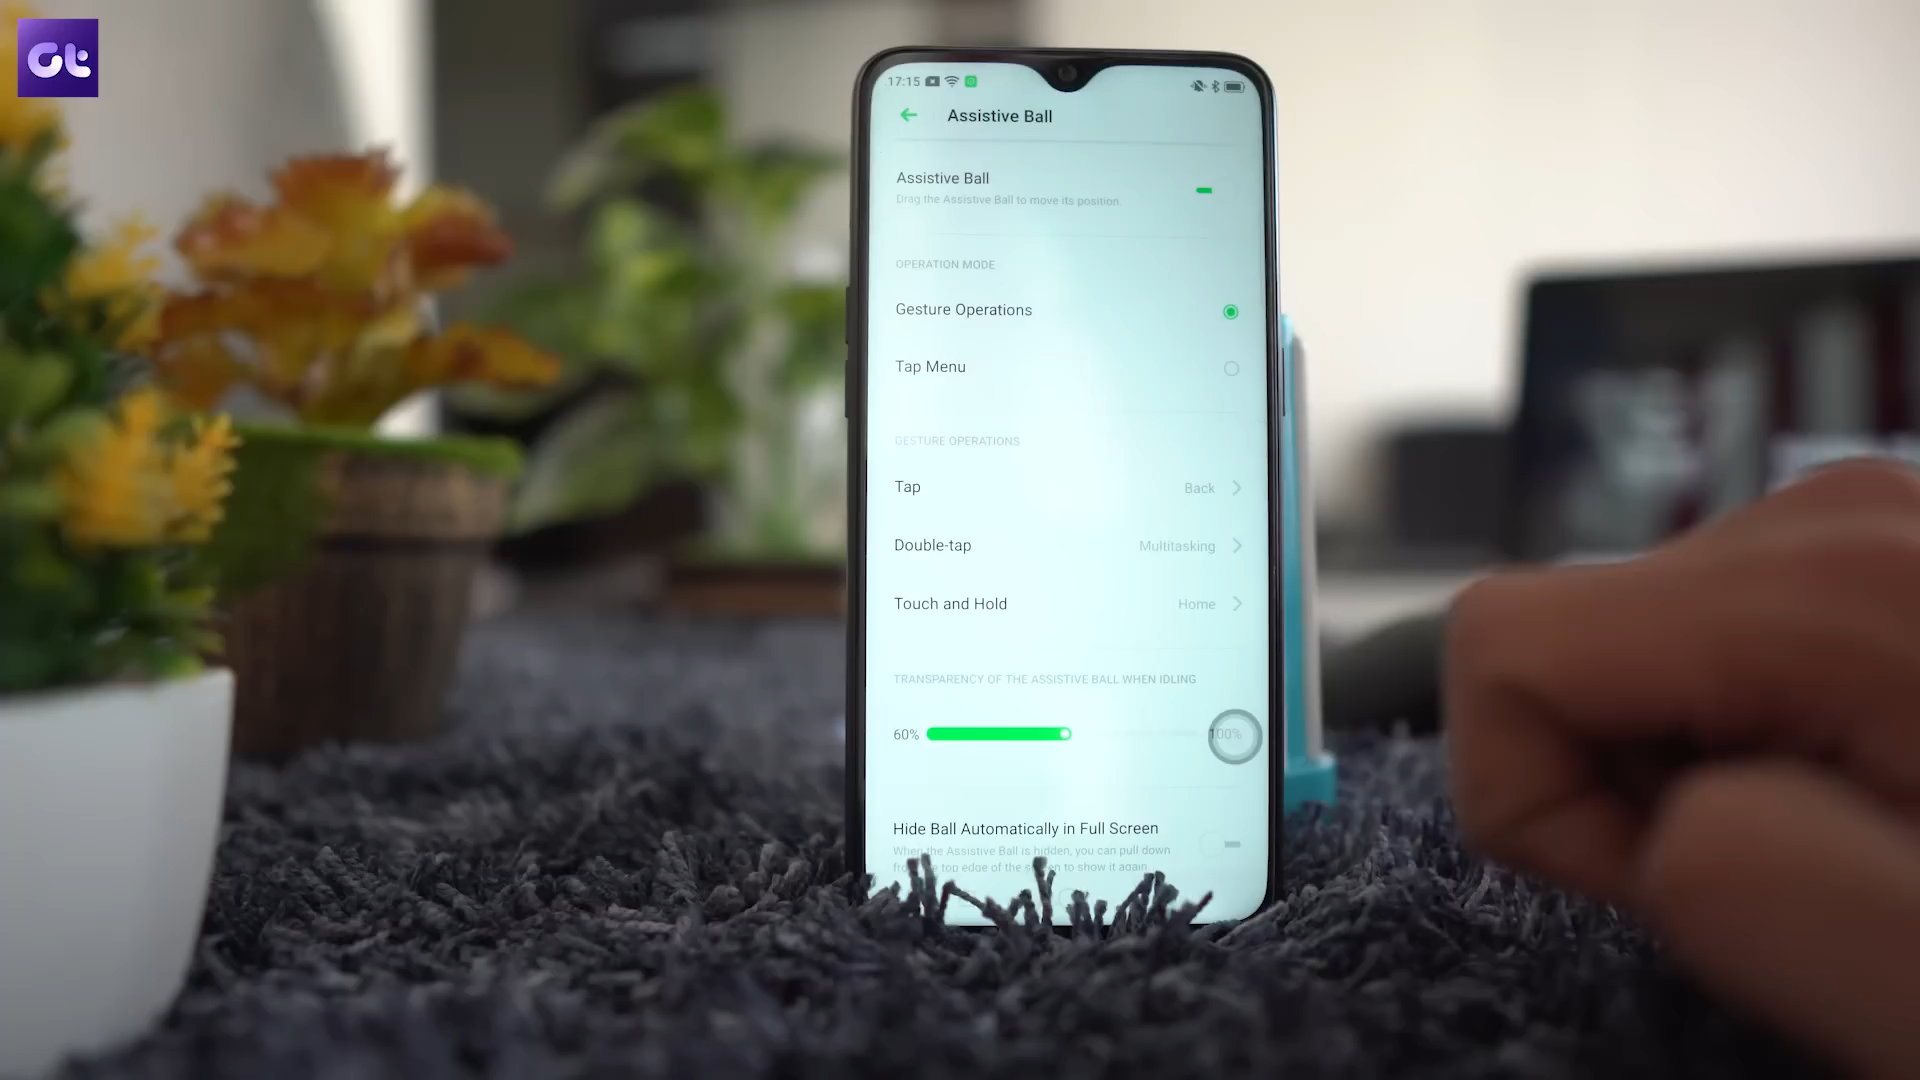 Gt
17:15
Assistive Ball
Assistive Ball
Drag the Assistive Ball to move its position.
OPERATION MODE
Gesture Operations
Tap Menu
GESTURE OPERATIONS
Tap Back
Double-tap Multitasking
Touch and Hold Home
TRANSPARENCY OF THE ASSISTIVE BALL WHEN IDLING
60% 100%
Hide Ball Automatically in Full Screen
When the Assistive Ball is hidden, you can pull down
top edge of the to show it again.